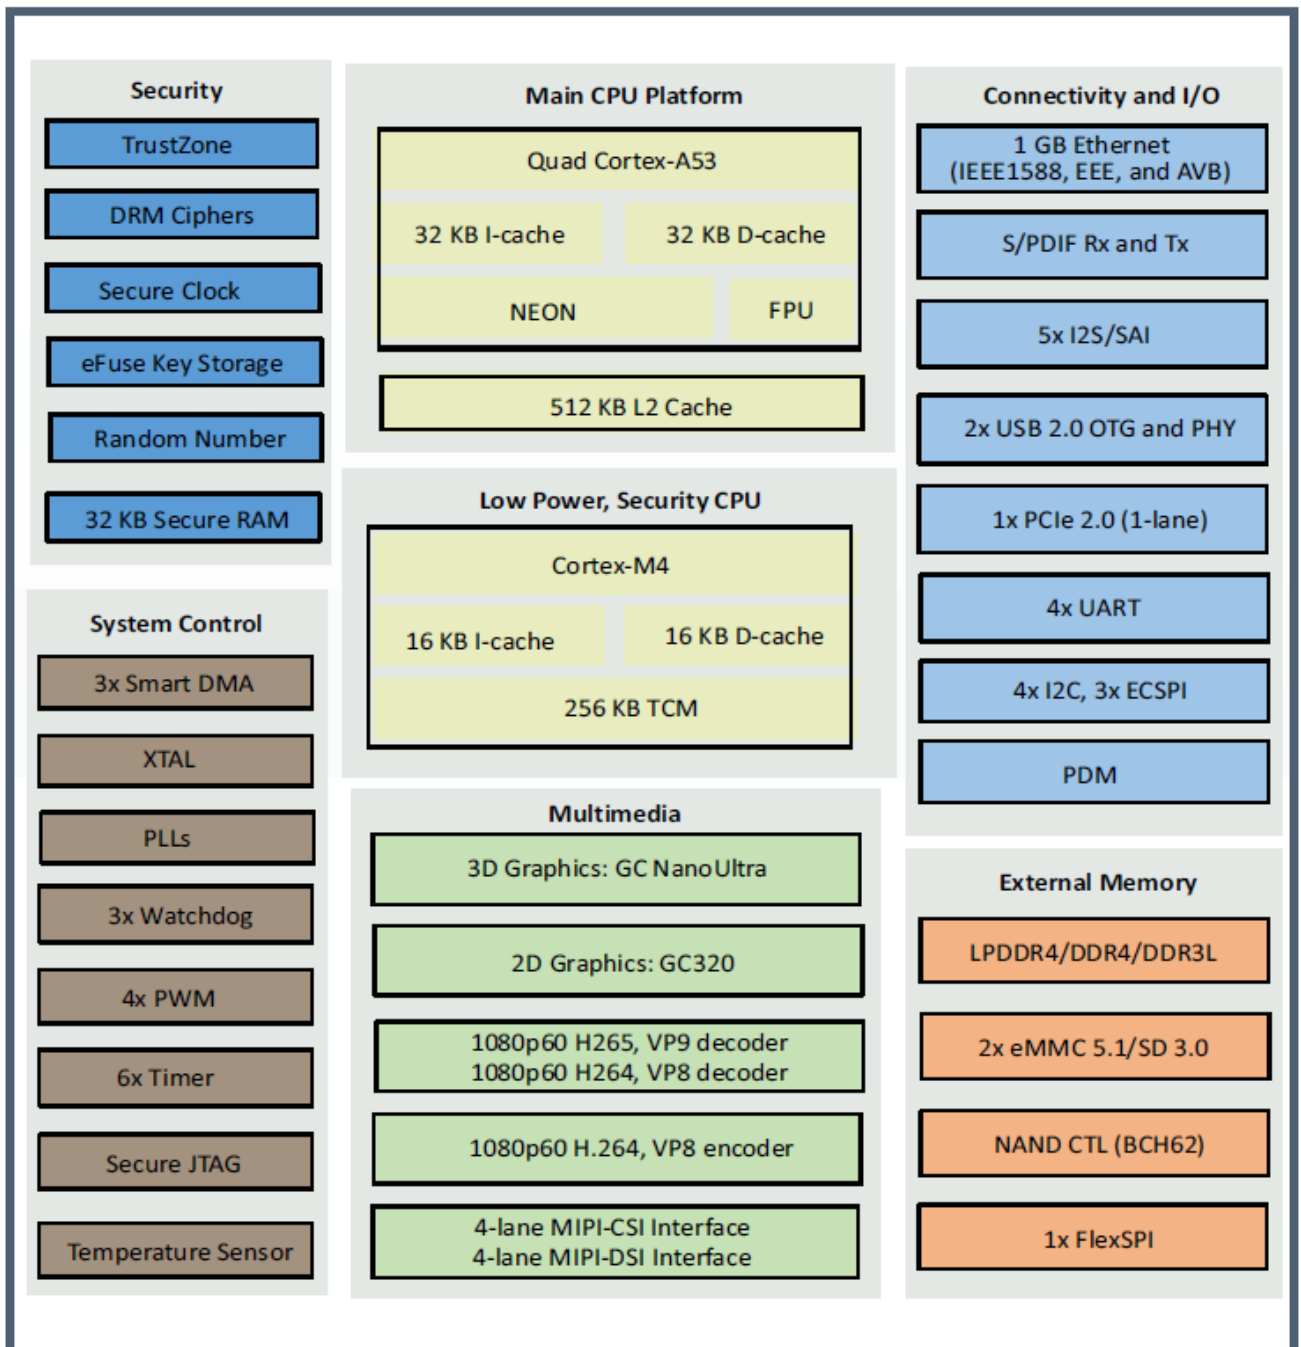 Security
TrustZone
DRM Ciphers
Secure Clock
eFuse Key Storage
Random Number
32 KB Secure RAM
System Control
3x Smart DMA
XTAL
PLLs
3x Watchdog
4x PWM
6x Timer
Secure JTAG
Temperature Sensor
Main CPU Platform
Quad Cortex-A53
32 KB I-cache
32 KB D-cache
NEON
FPU
512 KB L2 Cache
Low Power, Security CPU
Cortex-M4
16 KB I-cache
16 KB D-cache
256 KB TCM
Multimedia
3D Graphics: GC NanoUltra
2D Graphics: GC320
1080p60 H265, VP9 decoder
1080p60 H264, VP8 decoder
1080p60 H.264, VP8 encoder
4-lane MIPI-CSI Interface
4-lane MIPI-DSI Interface
Connectivity and I/O
1 GB Ethernet
(IEEE1588, EEE, and AVB)
S/PDIF Rx and Tx
5x I2S/SAI
2x USB 2.0 OTG and PHY
1x PCIe 2.0 (1-lane)
4x UART
4x I2C, 3x ECSPI
PDM
External Memory
LPDDR4/DDR4/DDR3L
2x eMMC 5.1/SD 3.0
NAND CTL (BCH62)
1x FlexSPI